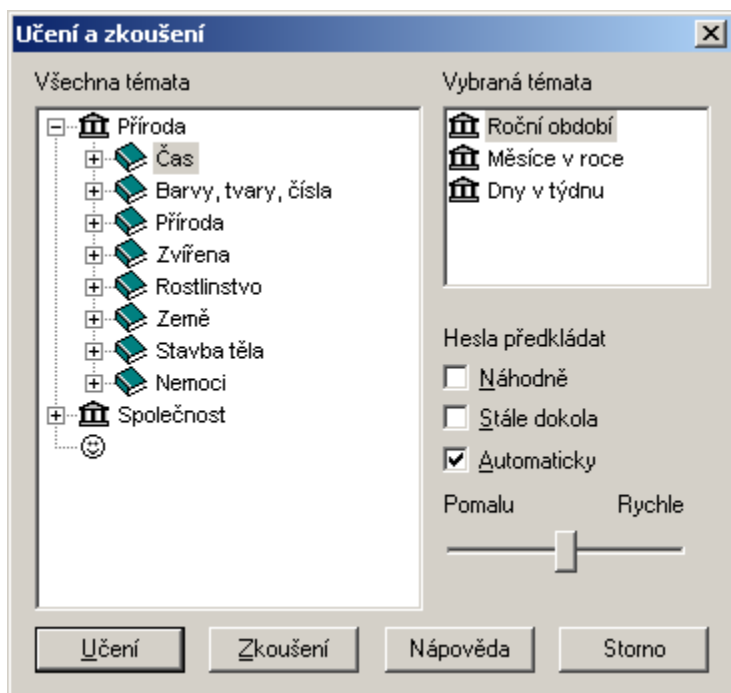 Učení a zkoušení
Všechna témata
Příroda
Čas
Barvy, tvary, čísla
Příroda
Zvířena
Rostlinstvo
Země
Stavba těla
Nemoci
Společnost
Vybraná témata
Roční období
Měsíce v roce
Dny v týdnu
Hesla předkládat
Náhodně
Stále dokola
Automaticky
Pomalu Rychle
Učení Zkoušení Nápověda Storno